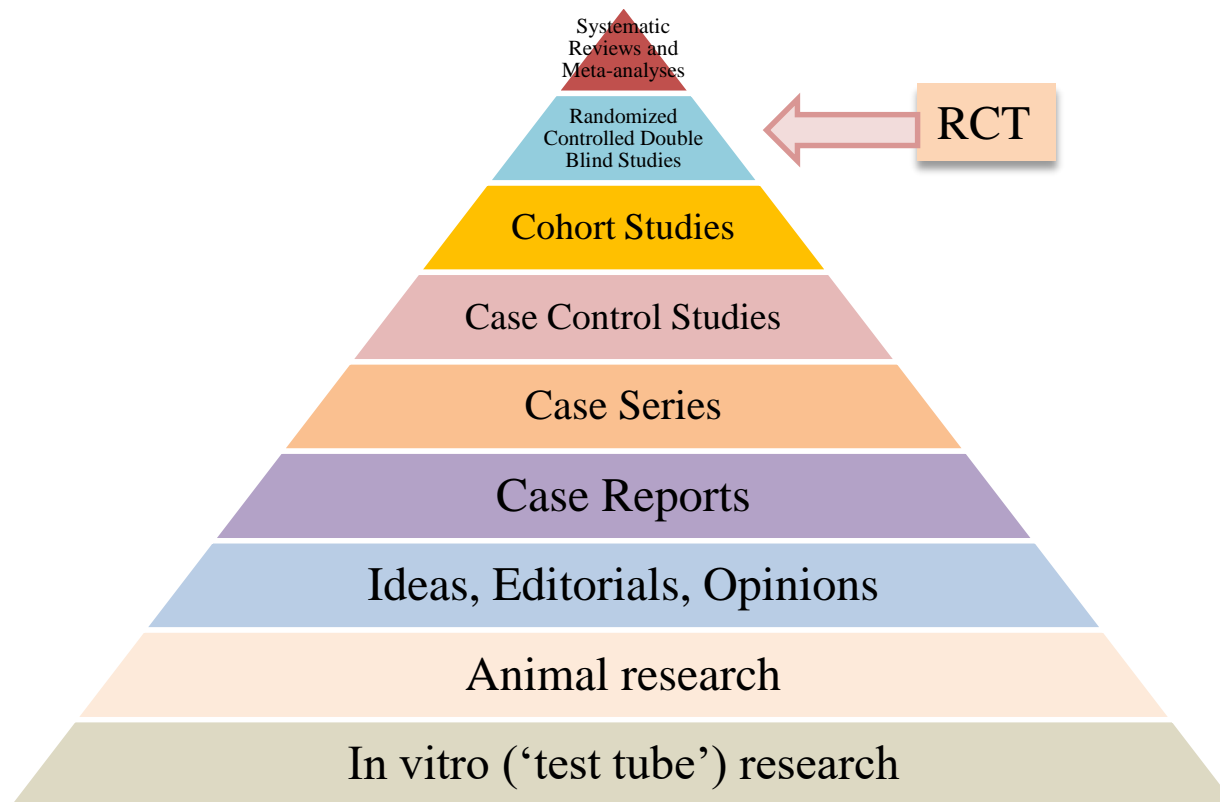 Systematic
Reviews and
Meta-analyses
Randomized
Controlled Double
Blind Studies
RCT
Cohort Studies
Case Control Studies
Case Series
Case Reports
Ideas, Editorials, Opinions
Animal research
In vitro (‘test tube’) research